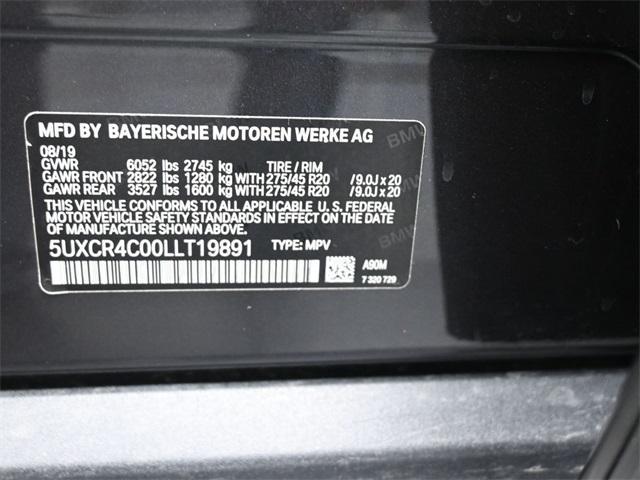 MFD BY BAYERISCHE MOTOREN WERKE AG
08/19
GVWR 6052 lbs 2745 kg TIRE / RIM
GAWR FRONT 2822 lbs 1280 kg WITH 275/45 R20 /9.0J x 20
GAWR REAR 3527 lbs 1600 kg WITH 275/45 R20 /9.0J x 20
THIS VEHICLE CONFORMS TO ALL APPLICABLE U. S. FEDERAL
MOTOR VEHICLE SAFETY STANDARDS IN EFFECT ON THE DATE
OF MANUFACTURE SHOWN ABOVE.
5UXCR4C00LLT19891 TYPE: MPV
A90M
7 320 729
BMW
BMW